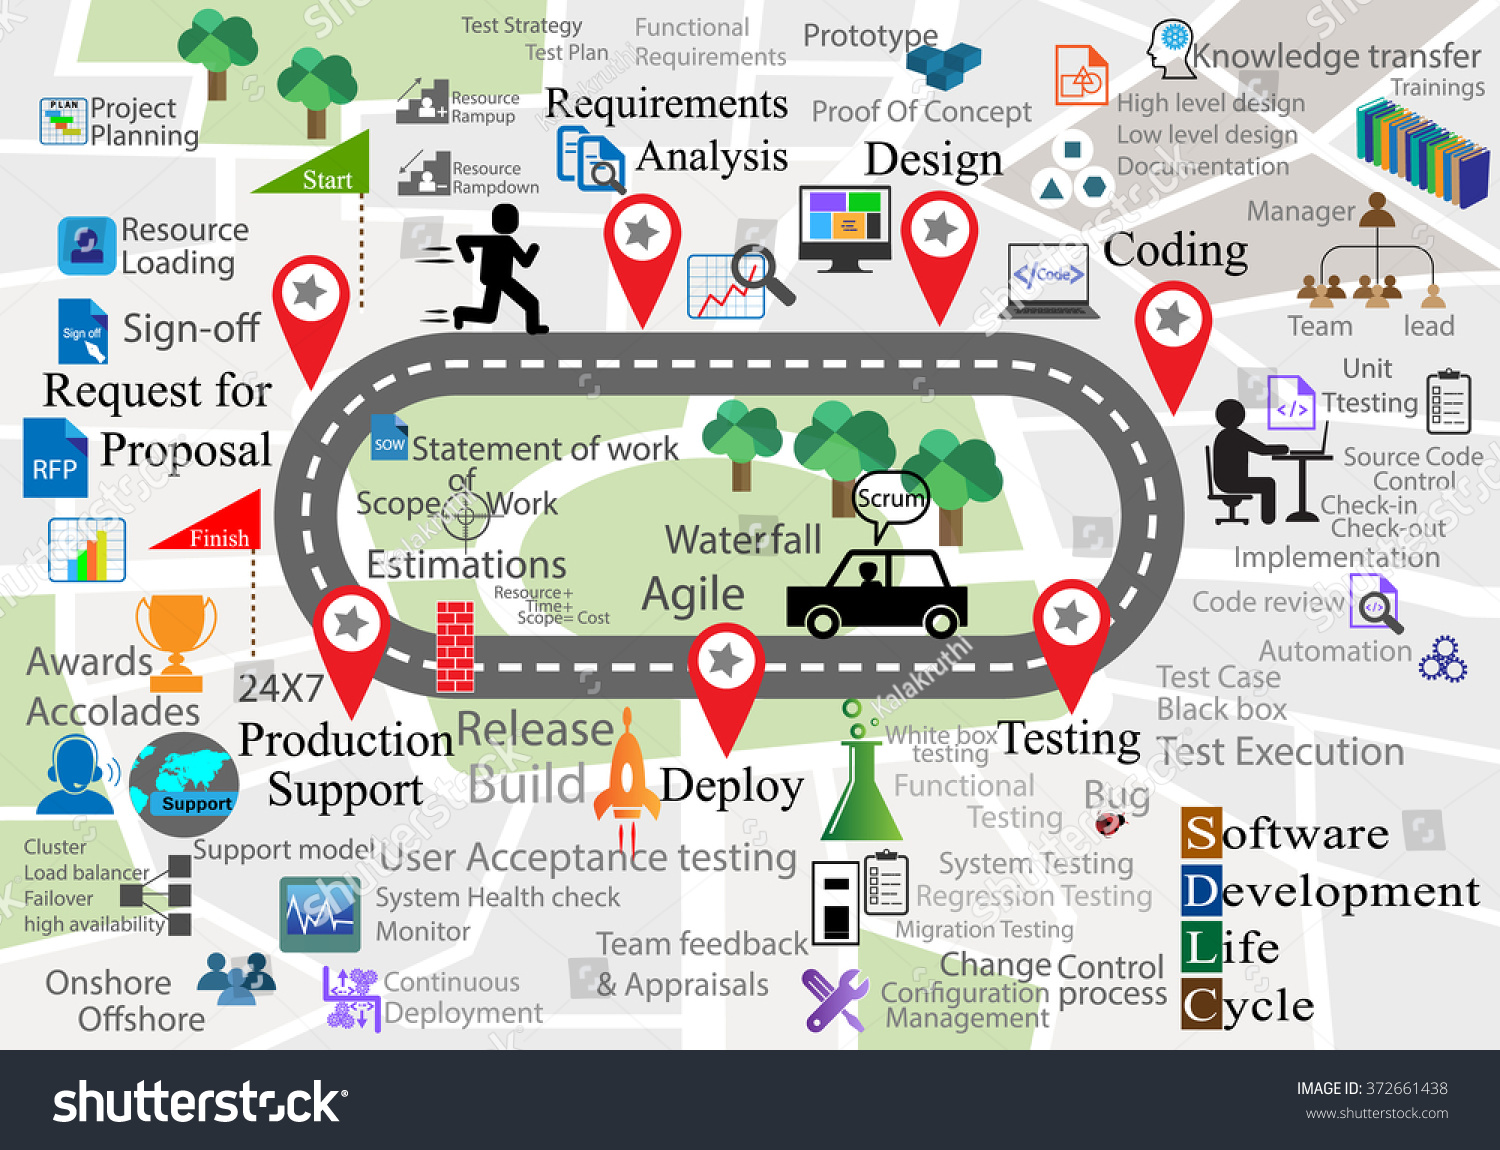 Test Strategy
Test Plan
Functional
Requirements
Prototype
Proof Of Concept
Knowledge transfer
Trainings
High level design
Low level design
Documentation
PLAN
Project
Planning
Resource
Rampup
Resource
Rampdown
Requirements
Analysis
Design
Start
Resource
Loading
Sign off
Sign-off
Request for
Proposal
RFP
Finish
</Code>
Coding
Manager
Team
lead
Unit
Ttesting
</>
Source Code
Control
Check-in
Check-out
Implementation
Code review
</>
Automation
SOW
Statement of work
Scope of Work
Estimations
Resource+
Time+
Scope= Cost
Waterfall
Agile
Scrum
Awards
Accolades
24X7
Production
Support
Support
Release
Build
Deploy
White box
testing
Testing
Functional
Testing
Bug
Test Case
Black box
Test Execution
Cluster
Load balancer
Failover
high availability
Support model
User Acceptance testing
System Health check
Monitor
System Testing
Regression Testing
Migration Testing
Team feedback
& Appraisals
Change Control
process
Configuration
Management
Onshore
Offshore
Continuous
Deployment
Software
Development
Life
Cycle
Kalakruthi
Kalakruthi
Kalakruthi
shutterstock
IMAGE ID: 372661438
www.shutterstock.com